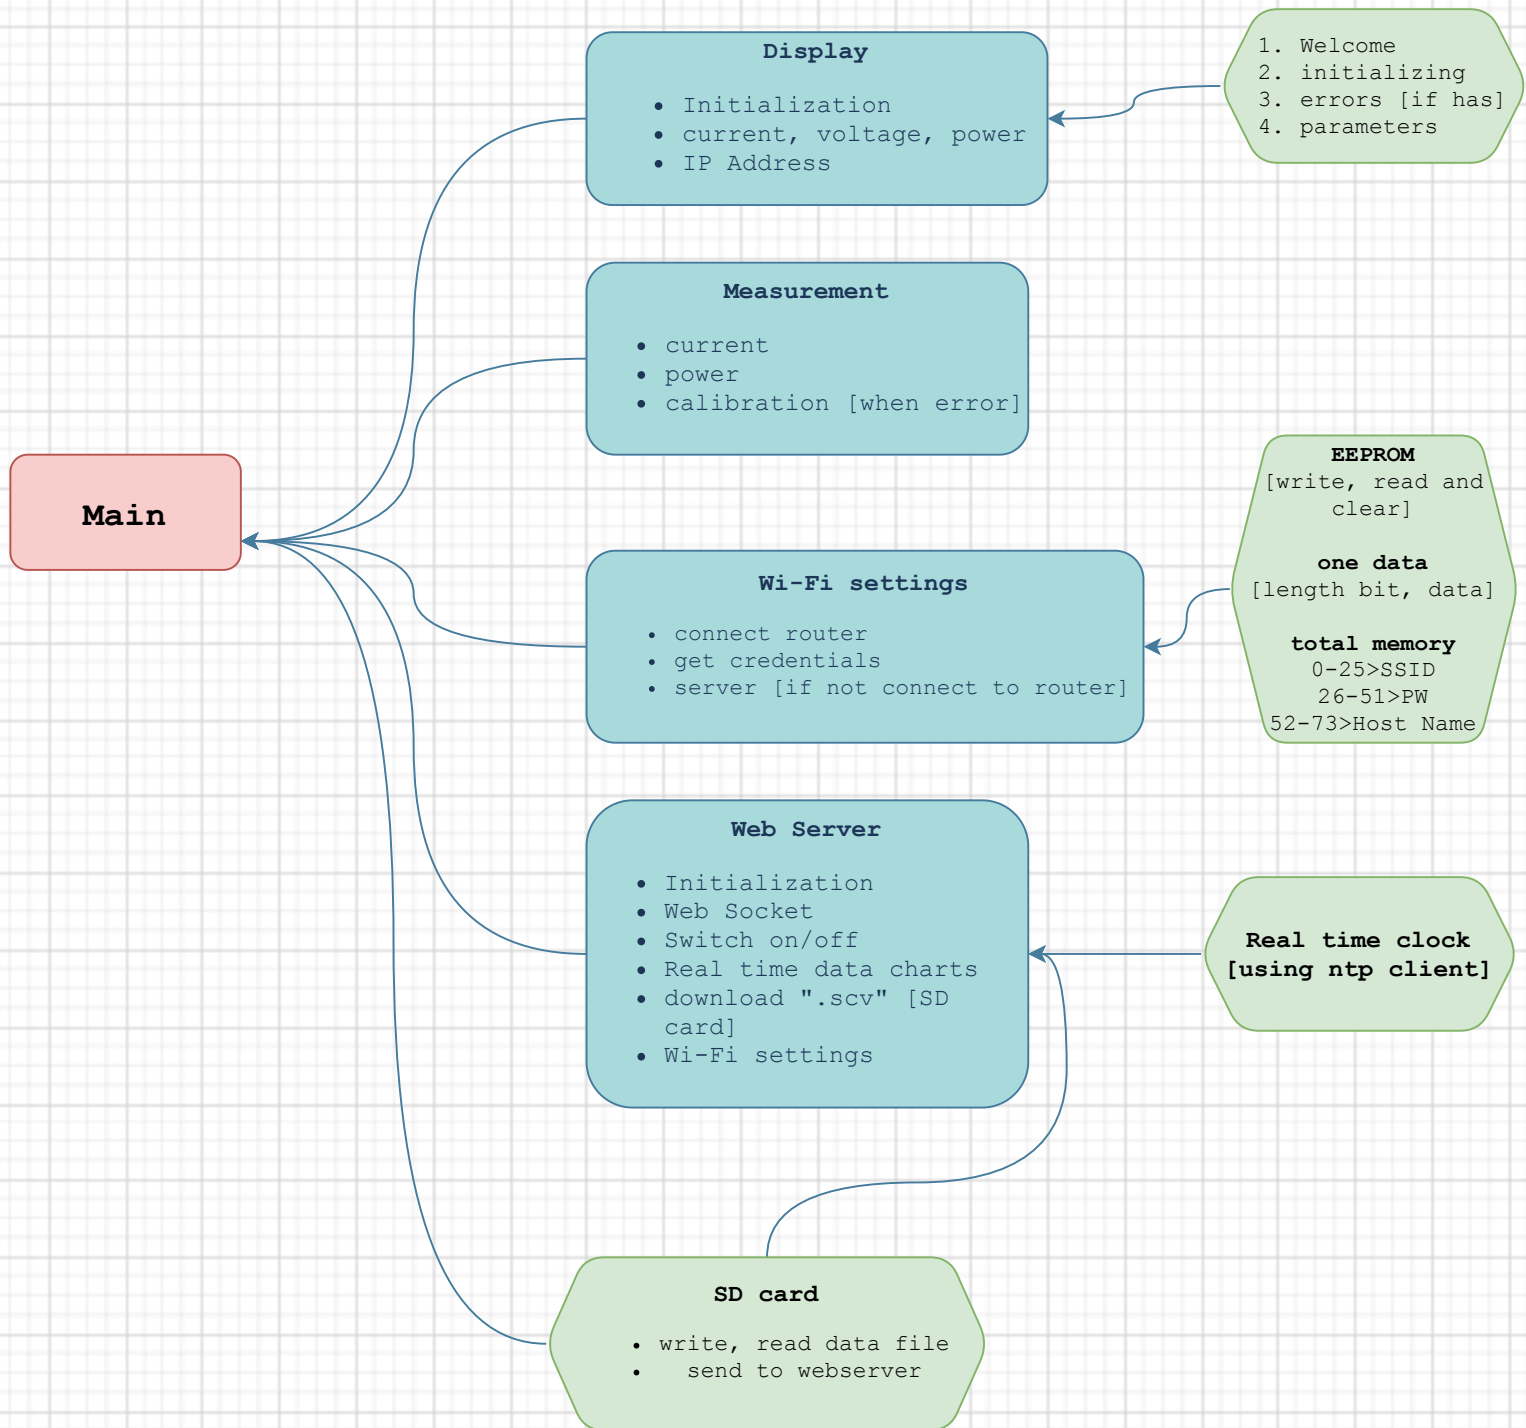 Display
Initialization
current, voltage, power
IP Address
1. Welcome
2. initializing
3. errors [if has]
4. parameters
Measurement
current
power
calibration [when error]
Main
Wi-Fi settings
connect router
get credentials
server [if not connect to router]
EEPROM
[write, read and
clear]
one data
[length bit, data]
total memory
0-25>SSID
26-51>PW
52-73>Host Name
Web Server
Initialization
Web Socket
Switch on/off
Real time data charts
download ".scv" [SD
card]
Wi-Fi settings
Real time clock
[using ntp client]
SD card
write, read data file
send to webserver